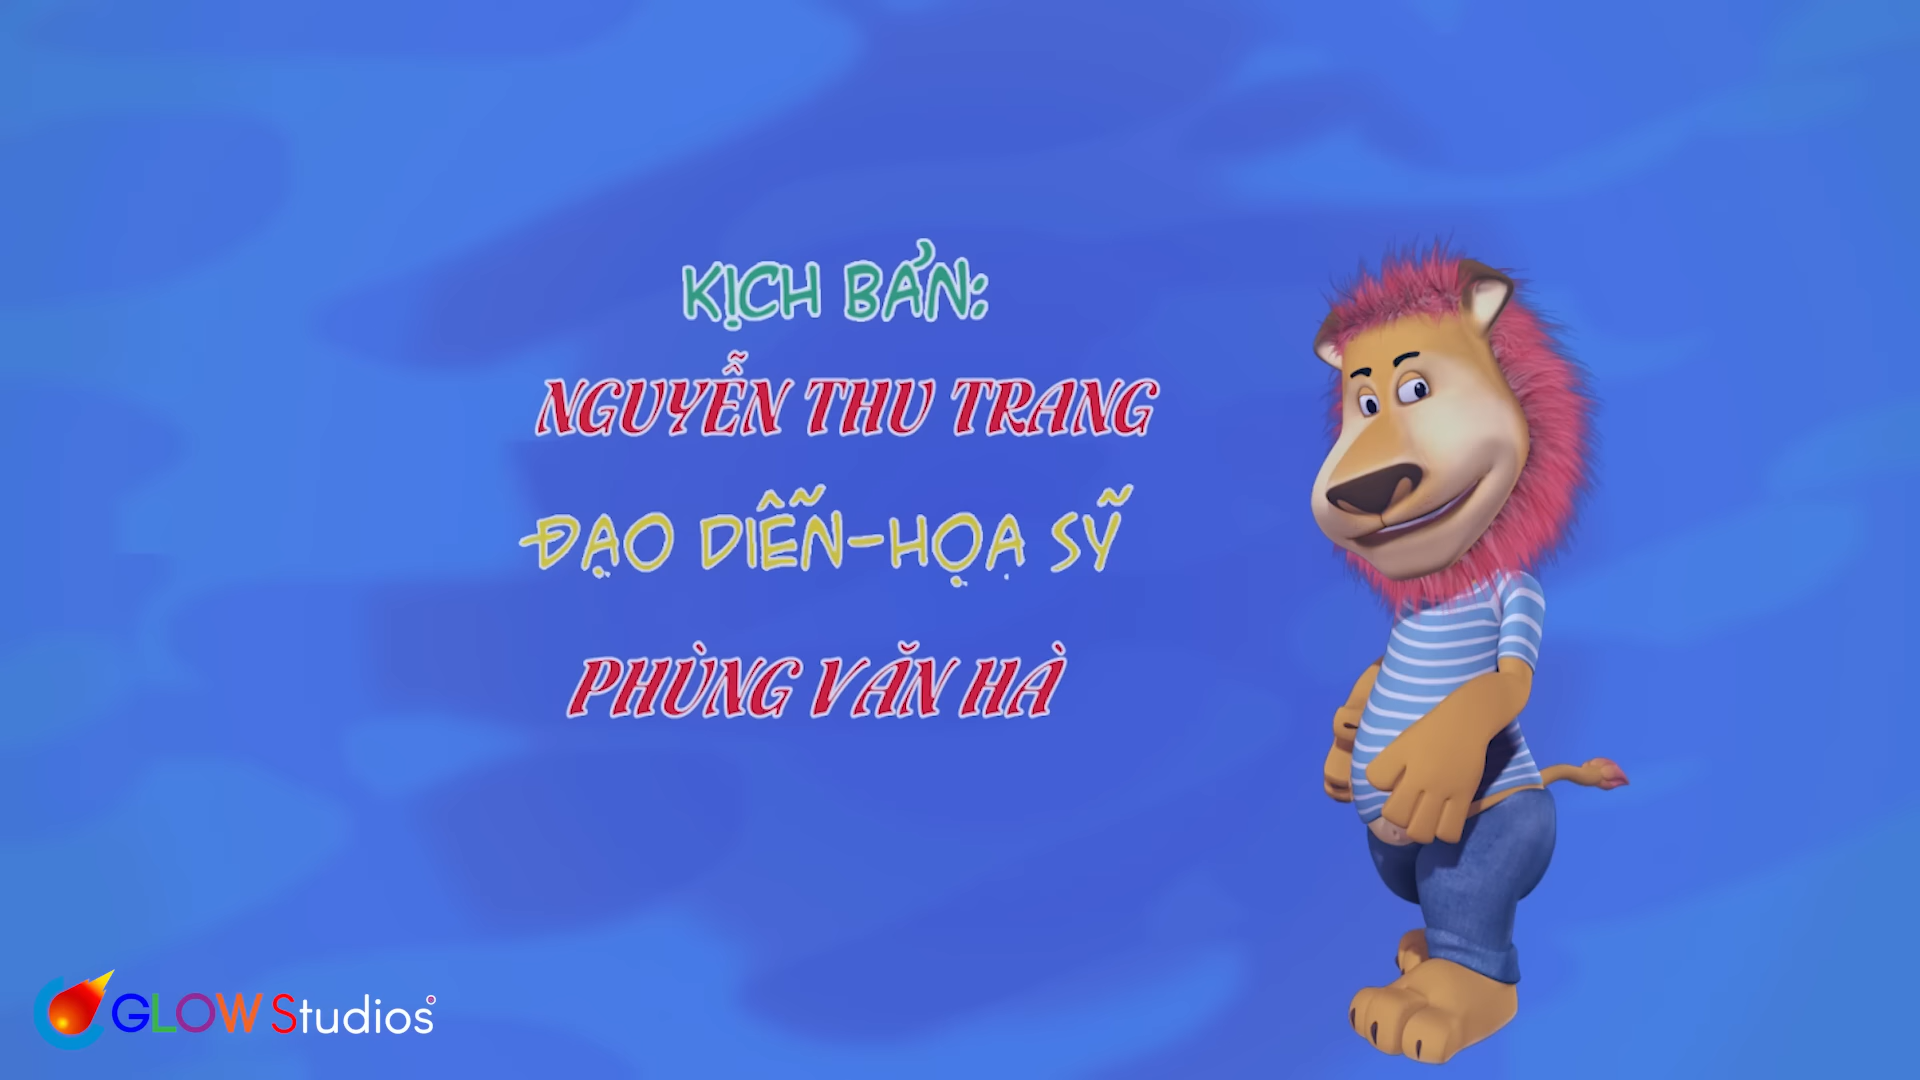 KỊCH BẢN:
NGUYỄN THU TRANG
ĐẠO DIỄN-HỌA SỸ
PHÙNG VĂN HÀ
GLOW Studios